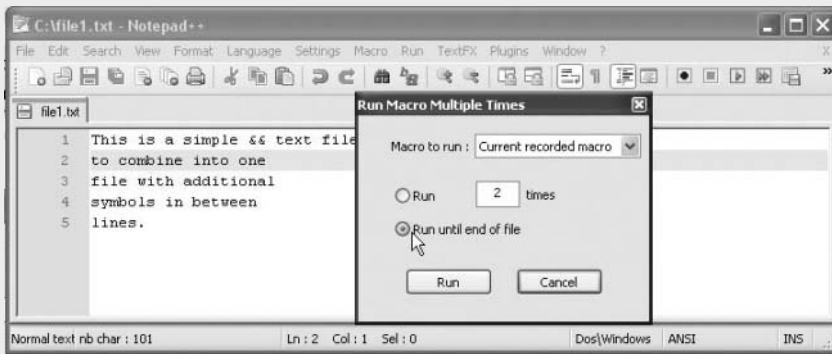 C:\file1.txt - Notepad++
File Edit Search View Format Language Settings Macro Run TextFX Plugins Window ? X
file1.txt
Run Macro Multiple Times
1 This is a simple && text file
2 to combine into one
3 file with additional
4 symbols in between
5 lines.
Macro to run : Current recorded macro
Run 2 times
Run until end of file
Run Cancel
Normal text nb char : 101 Ln : 2 Col : 1 Sel : 0 Dos\Windows ANSI INS